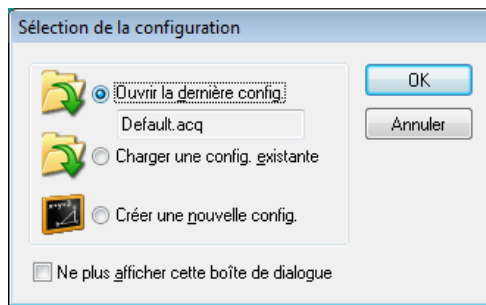 Sélection de la configuration
Ouvrir la dernière config.
OK
Default.acq
Annuler
Charger une config. existante
Créer une nouvelle config.
Ne plus afficher cette boîte de dialogue